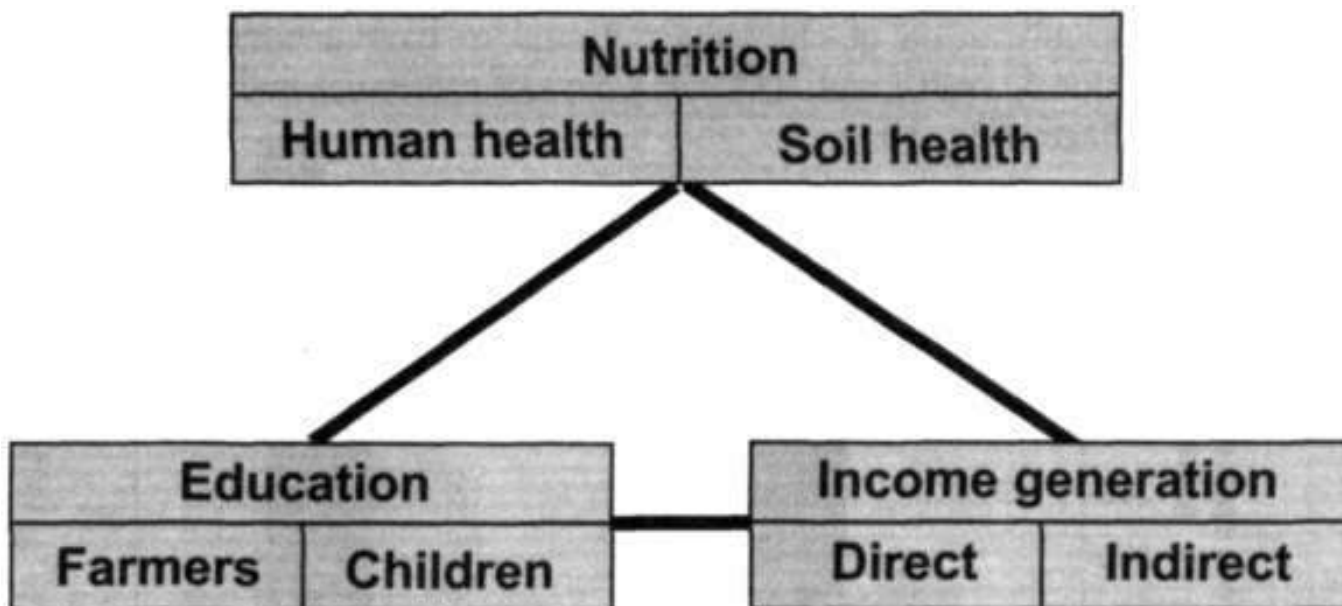 Nutrition
Human health Soil health
Education
Farmers Children
Income generation
Direct Indirect